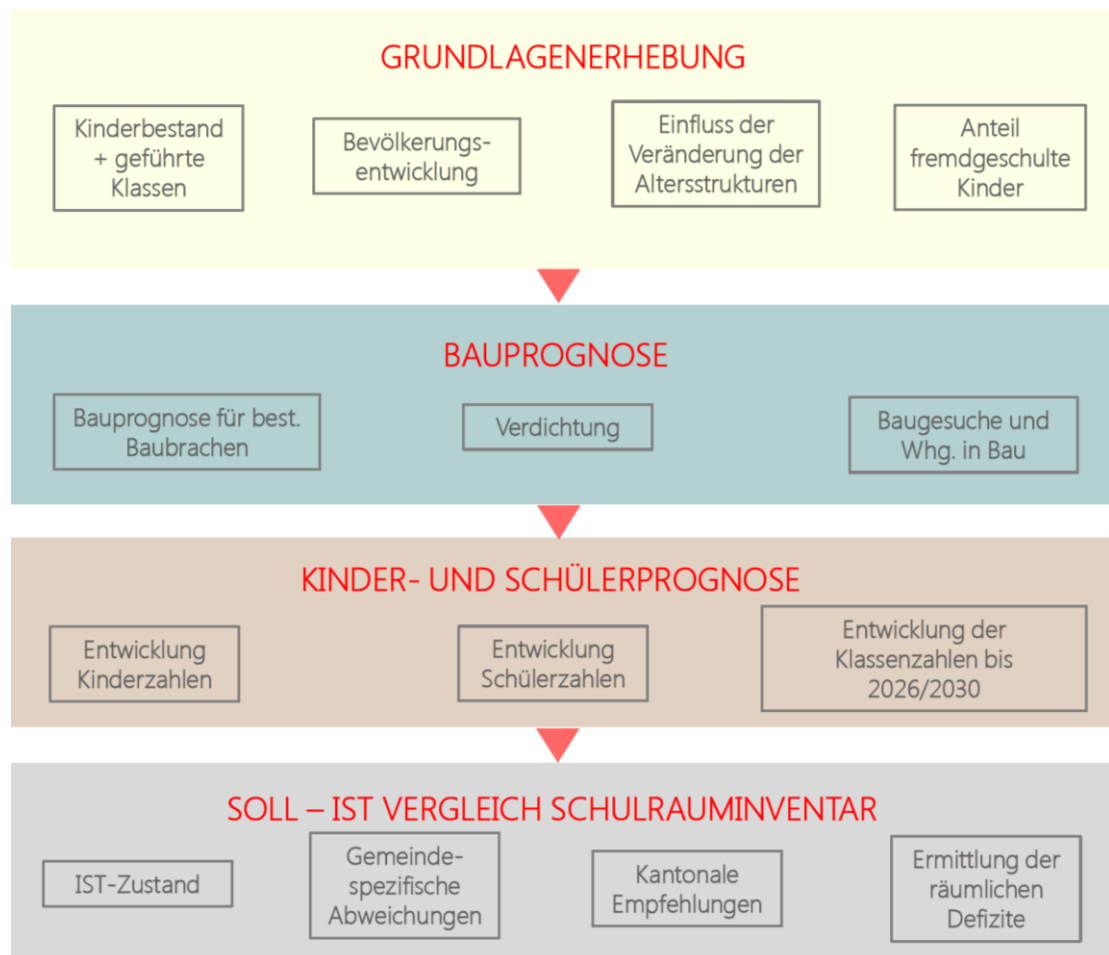 GRUNDLAGENERHEBUNG
Kinderbestand
+ geführte
Klassen
Bevölkerungs-
entwicklung
Einfluss der
Veränderung der
Altersstrukturen
Anteil
fremdgeschulte
Kinder
BAUPROGNOSE
Bauprognose für best.
Baubrachen
Verdichtung
Baugesuche und
Whg. in Bau
KINDER- UND SCHÜLERPROGNOSE
Entwicklung
Kinderzahlen
Entwicklung
Schülerzahlen
Entwicklung der
Klassenzahlen bis
2026/2030
SOLL – IST VERGLEICH SCHULRAUMINVENTAR
IST-Zustand
Gemeinde-
spezifische
Abweichungen
Kantonale
Empfehlungen
Ermittlung der
räumlichen
Defizite